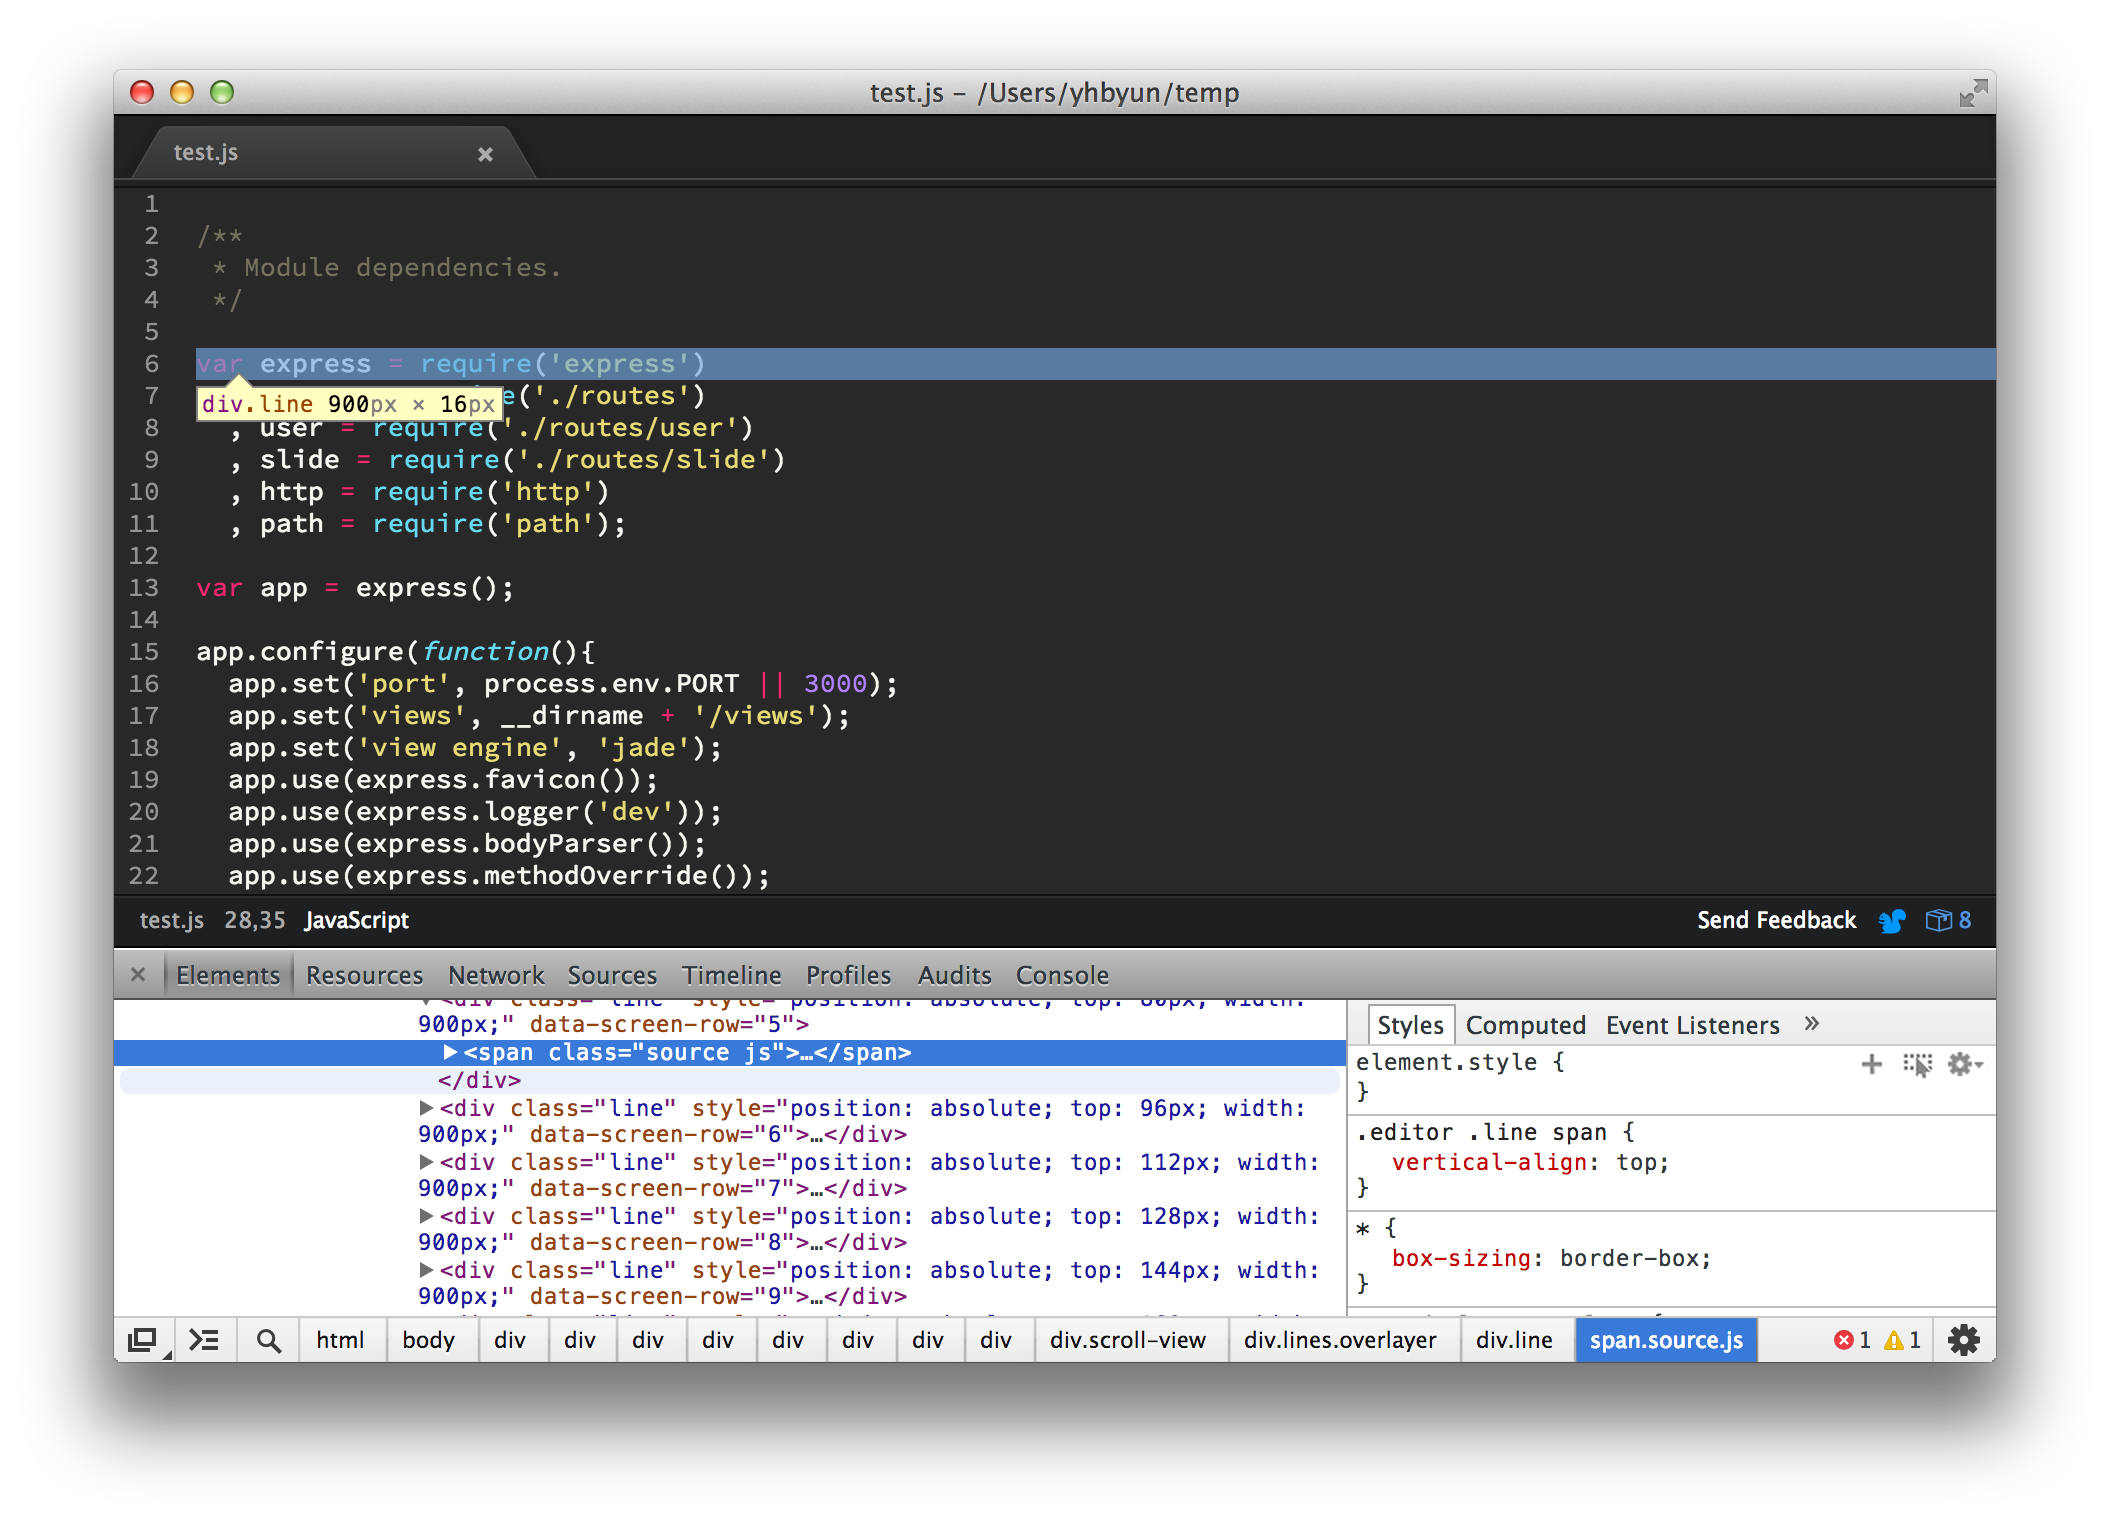 test.js – /Users/yhbyun/temp
test.js
1
2 /**
3  * Module dependencies.
4  */
5
6 var express = require('express')
7 e('./routes')
div.line 900px × 16px
8   , user = require('./routes/user')
9   , slide = require('./routes/slide')
10   , http = require('http')
11   , path = require('path');
12
13 var app = express();
14
15 app.configure(function(){
16   app.set('port', process.env.PORT || 3000);
17   app.set('views', __dirname + '/views');
18   app.set('view engine', 'jade');
19   app.use(express.favicon());
20   app.use(express.logger('dev'));
21   app.use(express.bodyParser());
22   app.use(express.methodOverride());
test.js 28,35 JavaScript Send Feedback 8
× Elements Resources Network Sources Timeline Profiles Audits Console
<div class="line" style="position: absolute; top: 80px; width:
900px;" data-screen-row="5">
<span class="source js">…</span>
</div>
<div class="line" style="position: absolute; top: 96px; width:
900px;" data-screen-row="6">…</div>
<div class="line" style="position: absolute; top: 112px; width:
900px;" data-screen-row="7">…</div>
<div class="line" style="position: absolute; top: 128px; width:
900px;" data-screen-row="8">…</div>
<div class="line" style="position: absolute; top: 144px; width:
900px;" data-screen-row="9">…</div>
Styles Computed Event Listeners »
element.style {
}
.editor .line span {
vertical-align: top;
}
* {
box-sizing: border-box;
}
html body div div div div div div div div div.scroll-view div.lines.overlayer div.line span.source.js 1 1